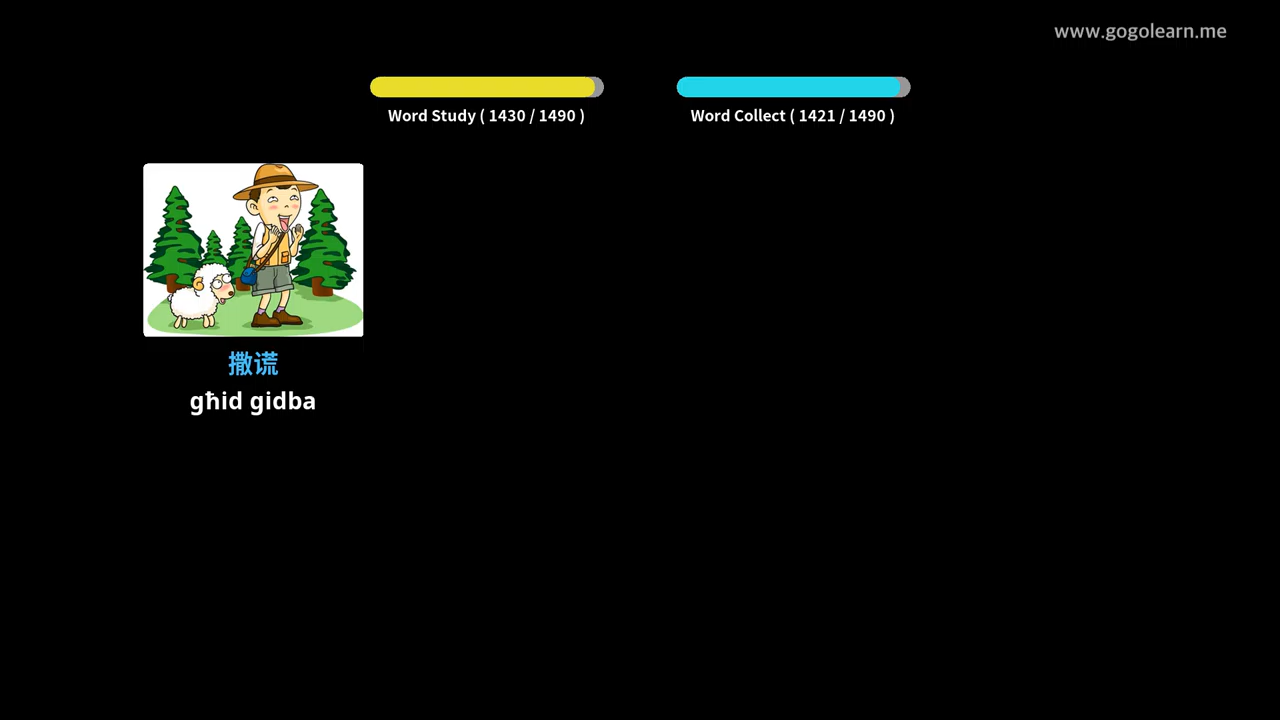 www.gogolearn.me
Word Study ( 1430 / 1490 )
Word Collect ( 1421 / 1490 )
撒谎
għid gidba